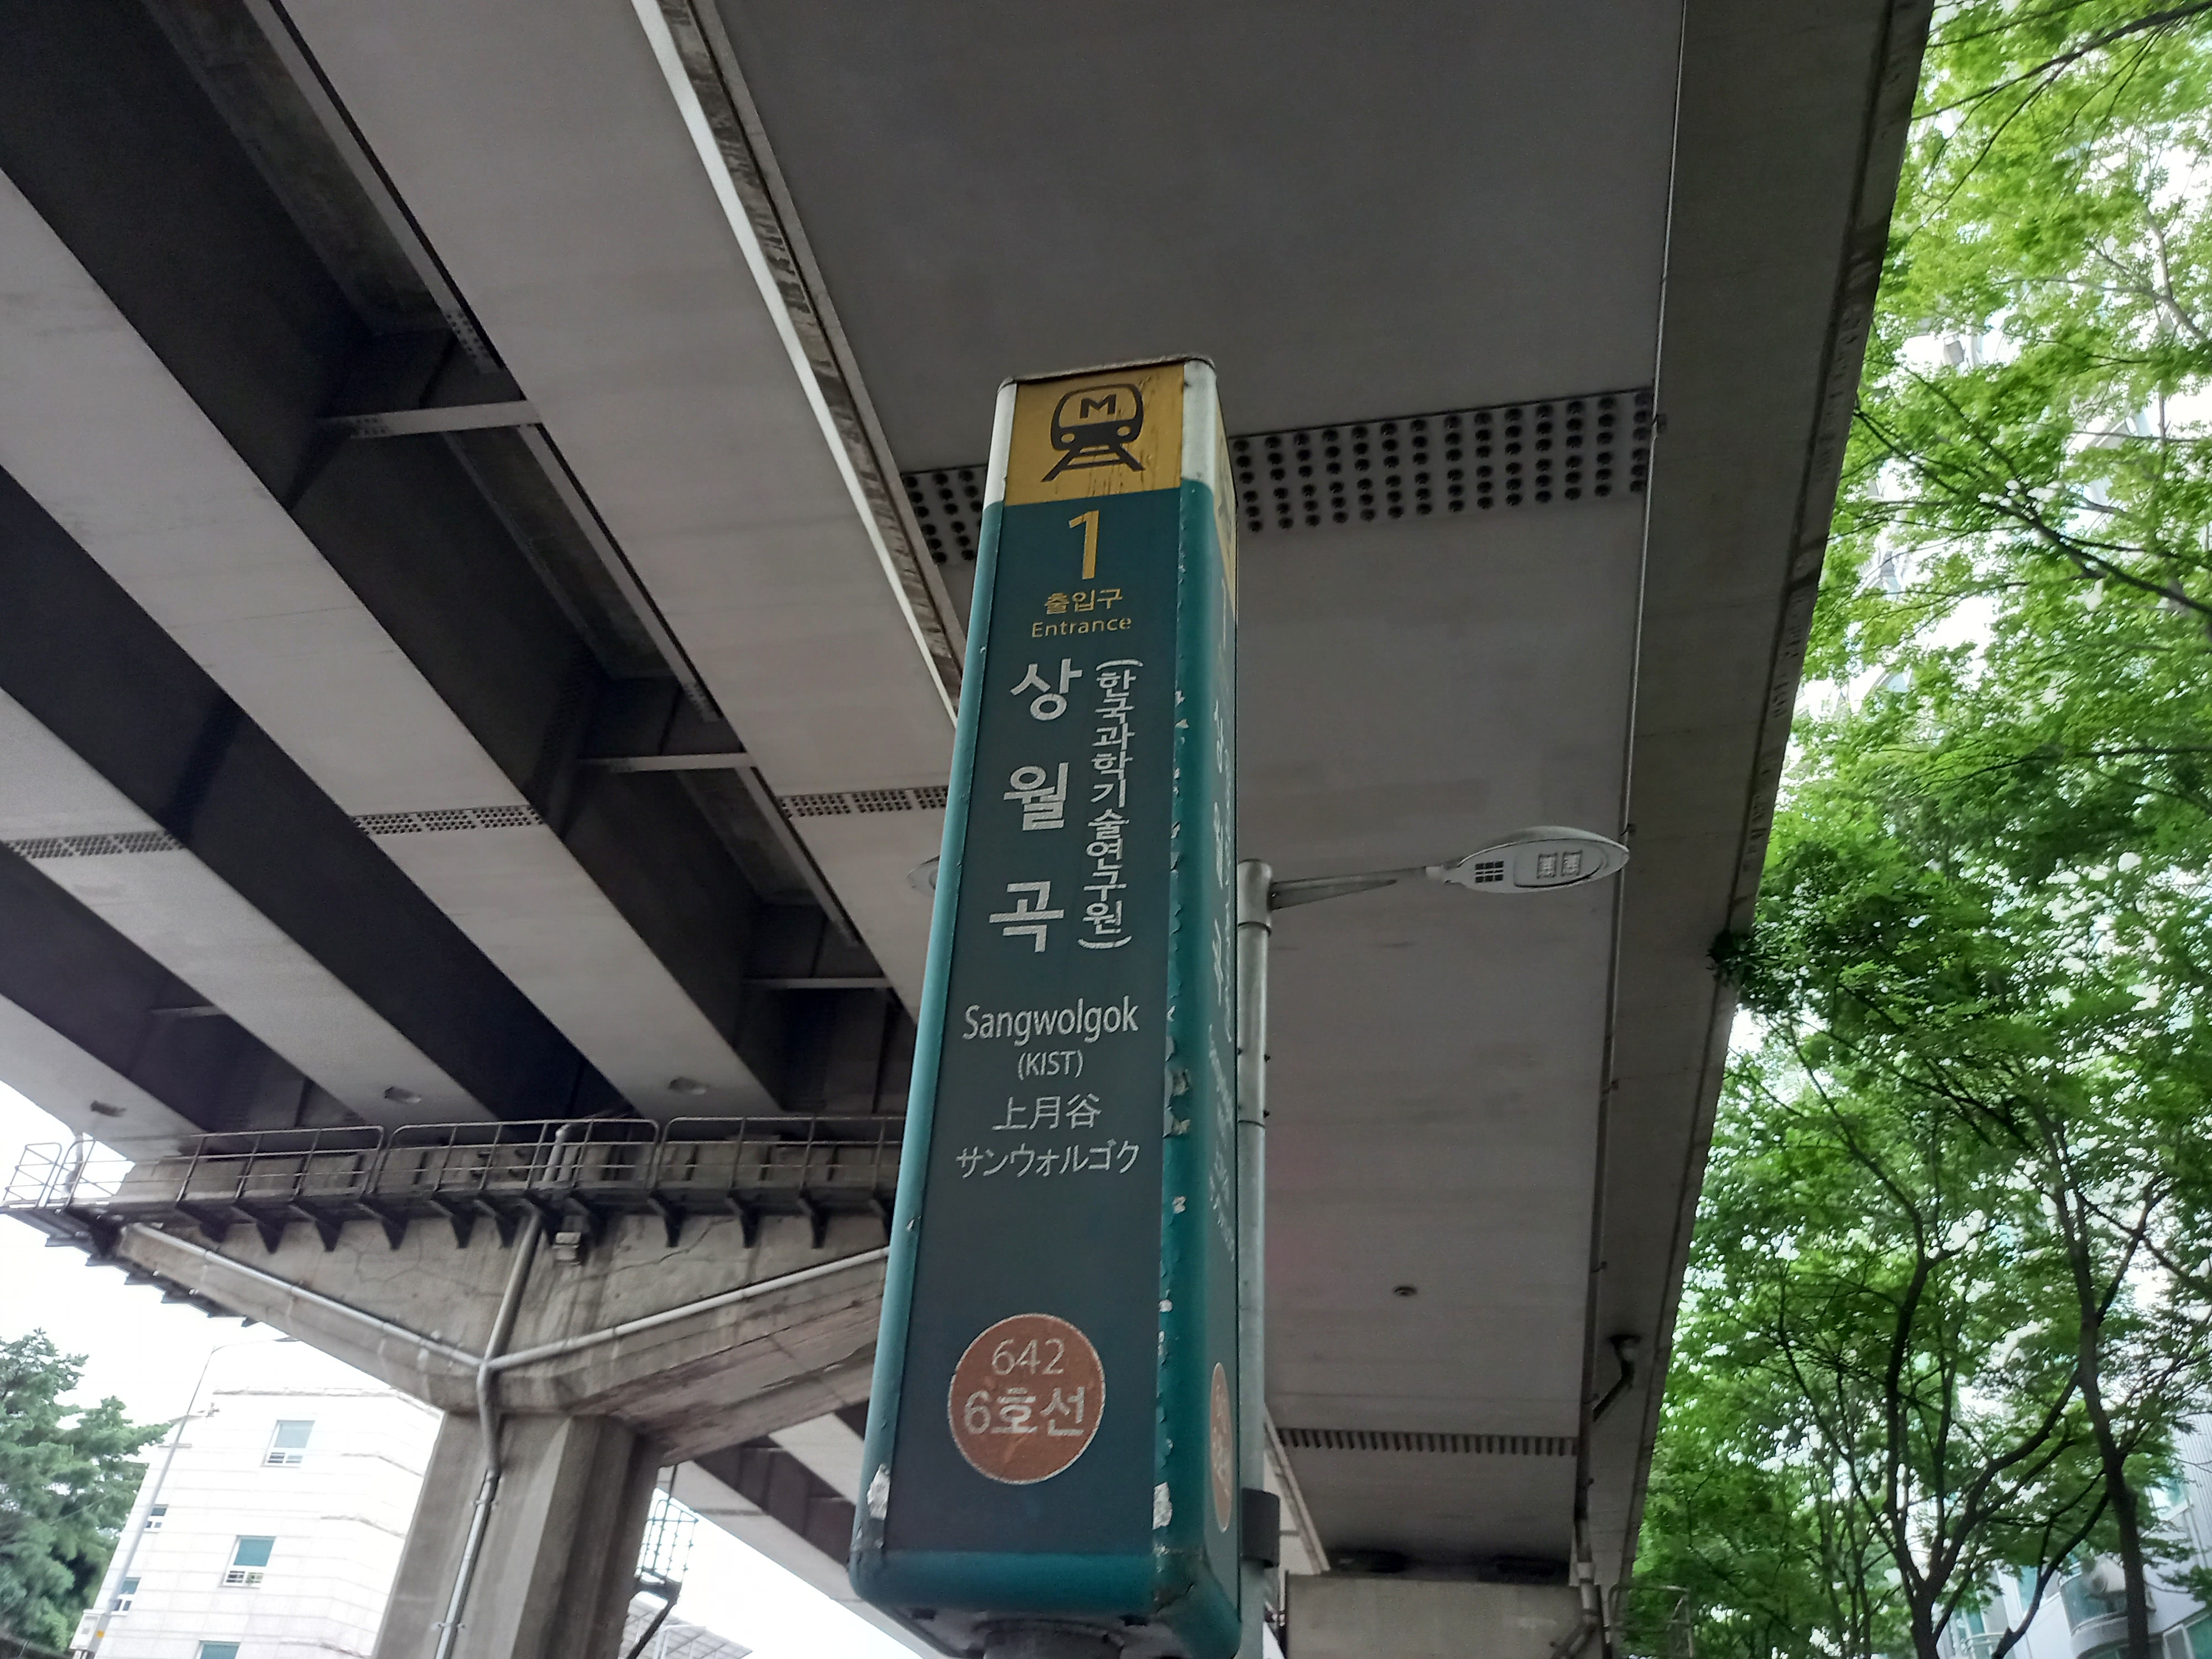 M
1
출입구
Entrance
상월곡
(한국과학기술연구원)
Sangwolgok
(KIST)
上月谷
サンウォルゴク
642
6호선